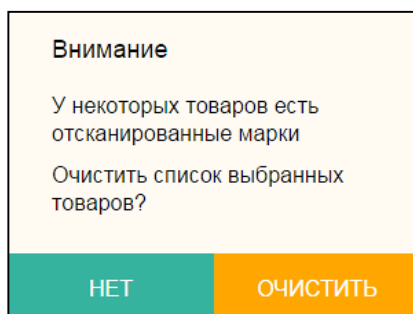 Внимание
У некоторых товаров есть
отсканированные марки
Очистить список выбранных
товаров?
НЕТ
ОЧИСТИТЬ